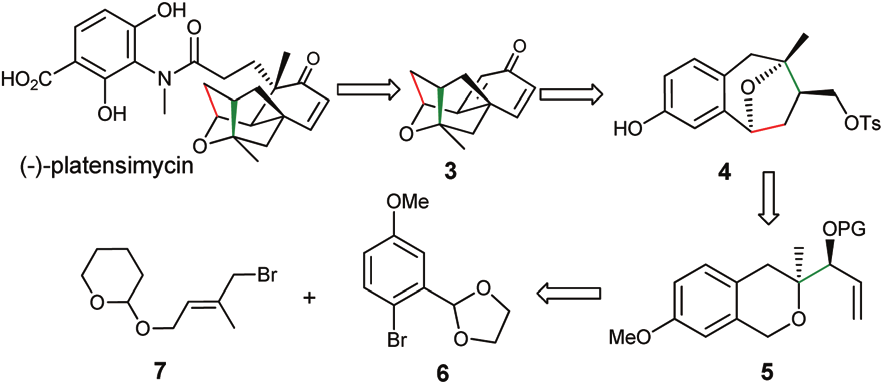 OH
O
HO₂C
N
OH
O
O
(-)-platensimycin
O
O
3
O
HO
OTs
4
OPG
O
MeO
5
OMe
O
O
Br
6
+
Br
O
O
7